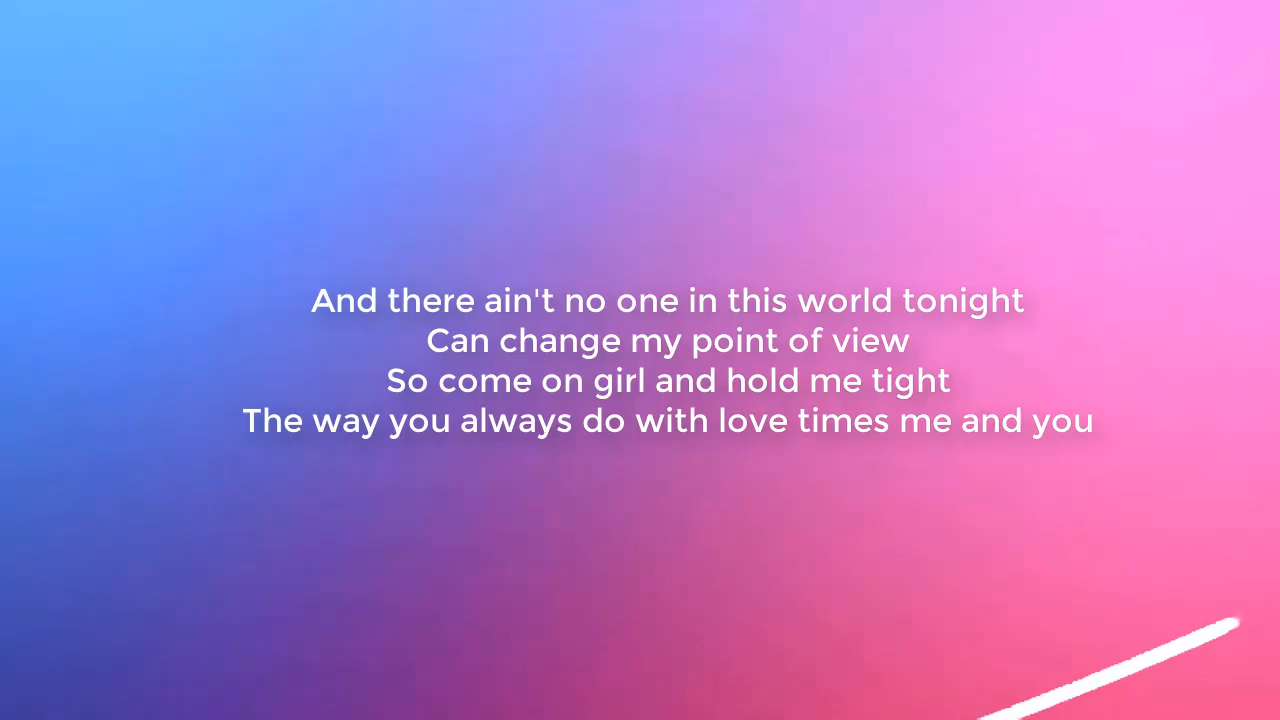 And there ain't no one in this world tonight
Can change my point of view
So come on girl and hold me tight
The way you always do with love times me and you